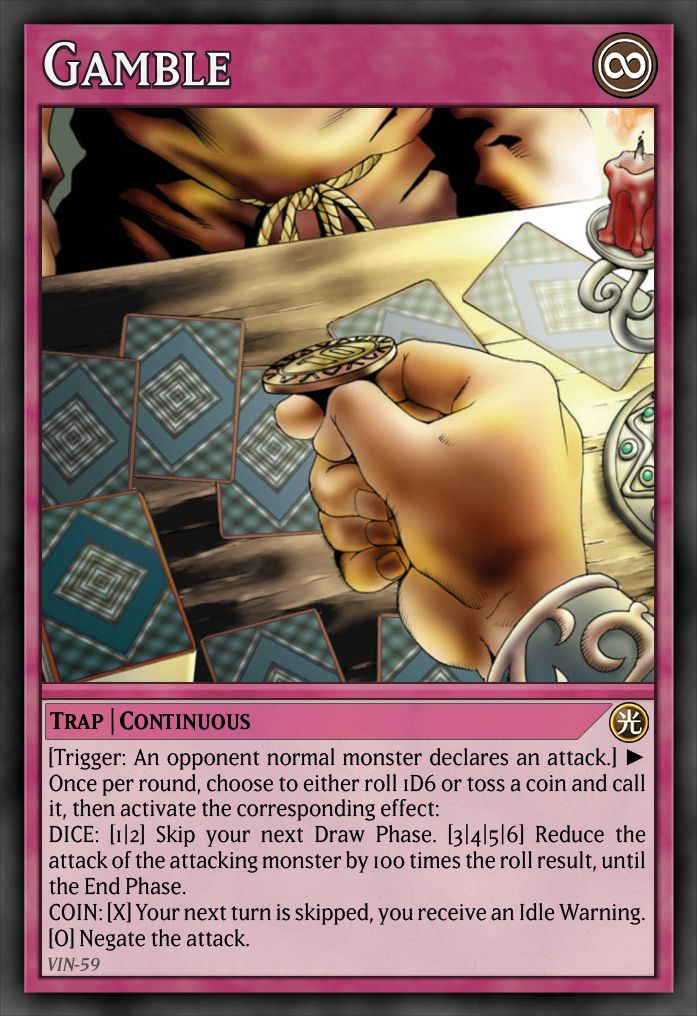 Gamble
Trap | Continuous
光
[Trigger: An opponent normal monster declares an attack.] ►
Once per round, choose to either roll 1D6 or toss a coin and call
it, then activate the corresponding effect:
DICE: [1|2] Skip your next Draw Phase. [3|4|5|6] Reduce the
attack of the attacking monster by 100 times the roll result, until
the End Phase.
COIN: [X] Your next turn is skipped, you receive an Idle Warning.
[O] Negate the attack.
VIN-59